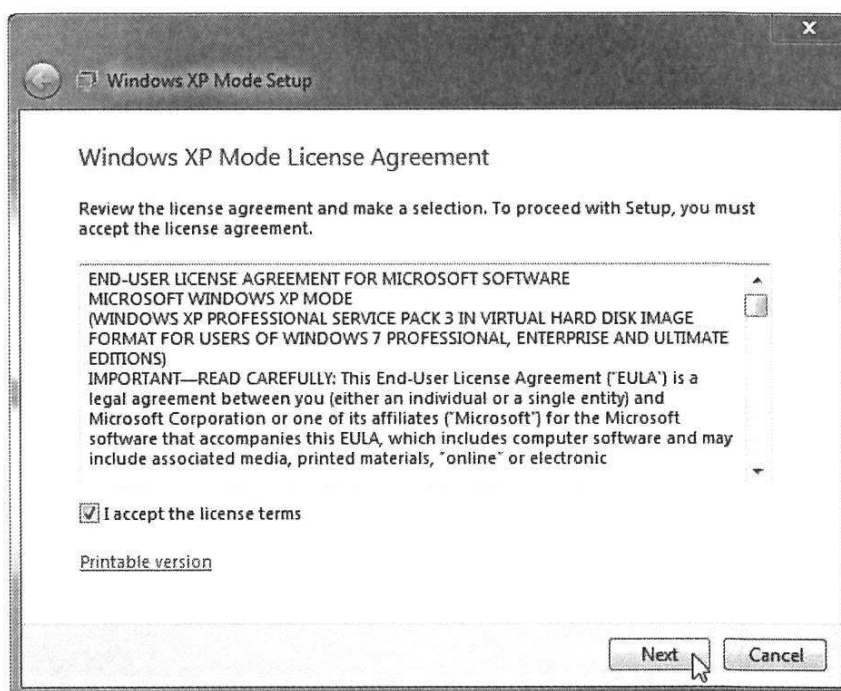 X
Windows XP Mode Setup
Windows XP Mode License Agreement
Review the license agreement and make a selection. To proceed with Setup, you must
accept the license agreement.
END-USER LICENSE AGREEMENT FOR MICROSOFT SOFTWARE
MICROSOFT WINDOWS XP MODE
(WINDOWS XP PROFESSIONAL SERVICE PACK 3 IN VIRTUAL HARD DISK IMAGE
FORMAT FOR USERS OF WINDOWS 7 PROFESSIONAL, ENTERPRISE AND ULTIMATE
EDITIONS)
IMPORTANT—READ CAREFULLY: This End-User License Agreement ("EULA") is a
legal agreement between you (either an individual or a single entity) and
Microsoft Corporation or one of its affiliates ("Microsoft") for the Microsoft
software that accompanies this EULA, which includes computer software and may
include associated media, printed materials, "online" or electronic
I accept the license terms
Printable version
Next
Cancel